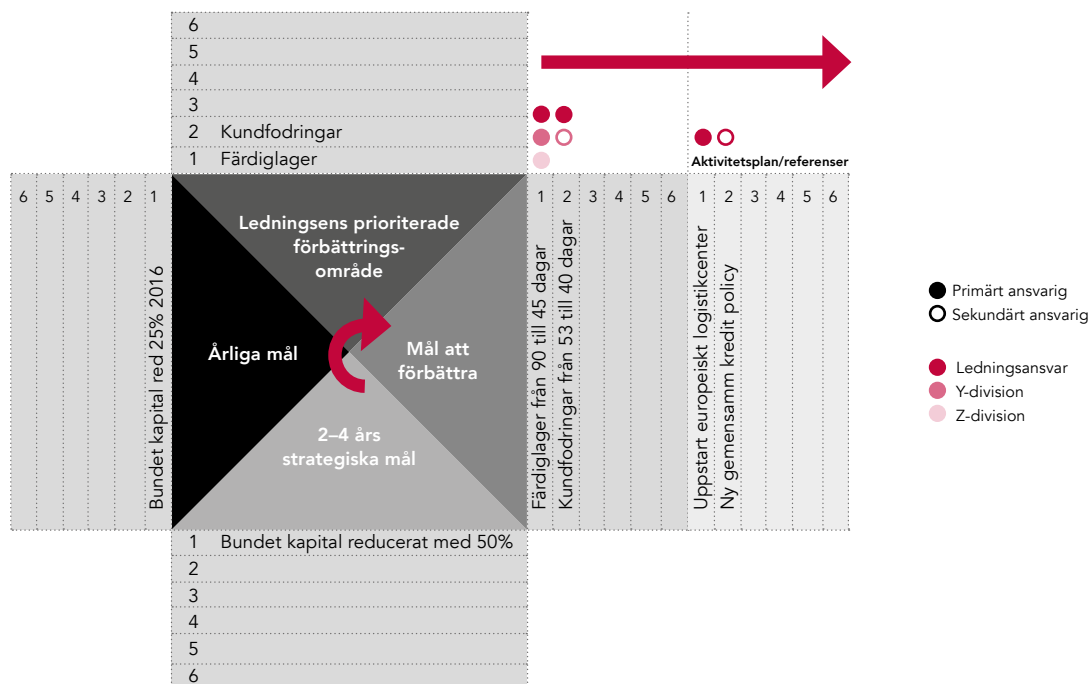 6
5
4
3
2 Kundfodringar
1 Färdiglager
Aktivitetsplan/referenser
6 5 4 3 2 1
1 2 3 4 5 6
1 2 3 4 5 6
Bundet kapital red 25% 2016
Ledningsens prioriterade
förbättrings-
område
Årliga mål
Mål att
förbättra
2–4 års
strategiska mål
Färdiglager från 90 till 45 dagar
Kundfodringar från 53 till 40 dagar
Uppstart europeiskt logistikcenter
Ny gemensamm kredit policy
Primärt ansvarig
Sekundärt ansvarig
Ledningsansvar
Y-division
Z-division
1 Bundet kapital reducerat med 50%
2
3
4
5
6